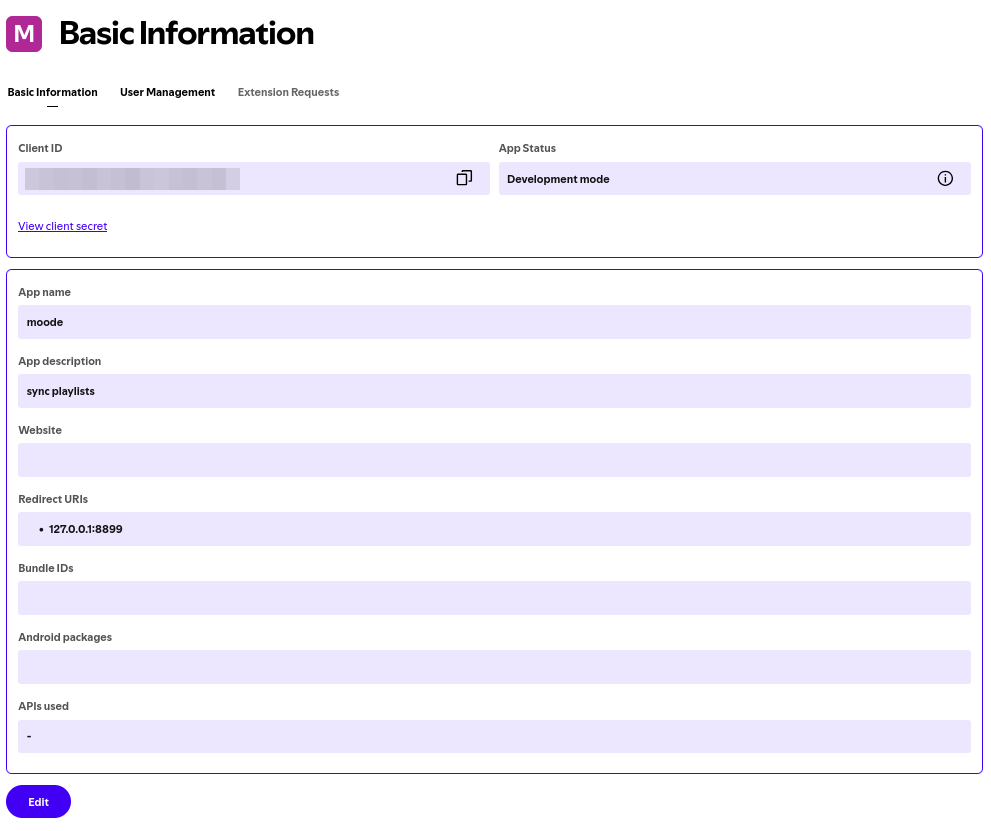 M
Basic Information
Basic Information User Management Extension Requests
Client ID
App Status
Development mode
View client secret
App name
moode
App description
sync playlists
Website
Redirect URIs
• 127.0.0.1:8899
Bundle IDs
Android packages
APIs used
-
Edit